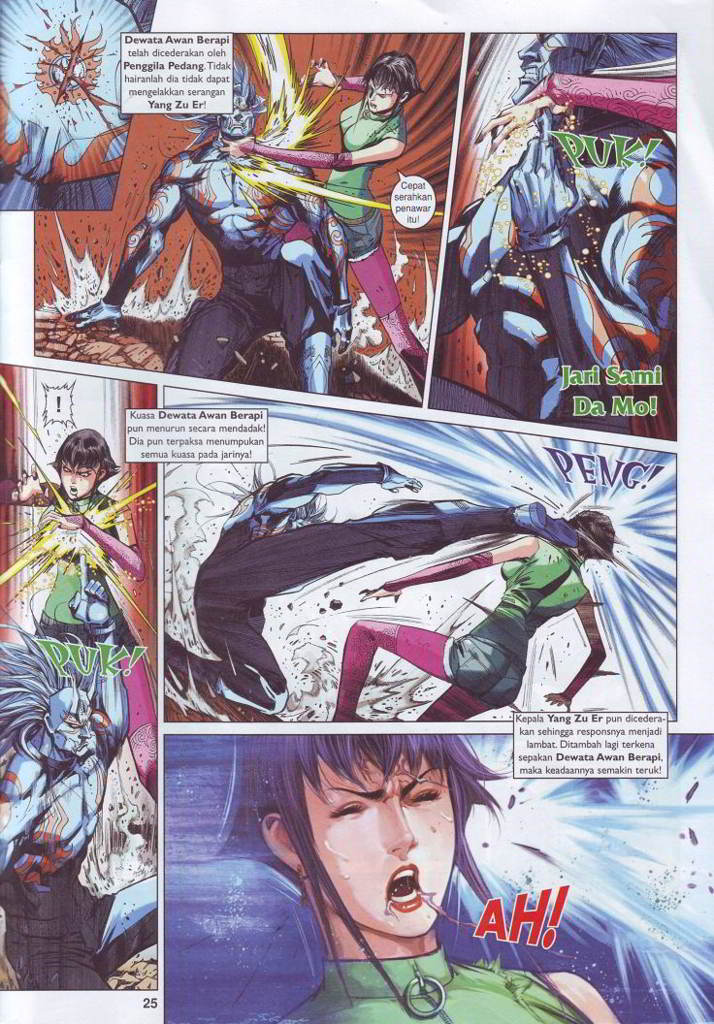 Dewata Awan Berapi
telah dicederakan oleh
Penggila Pedang. Tidak
hairanlah dia tidak dapat
mengelakkan serangan
Yang Zu Er!
Cepat
serahkan
penawar
itu!
PUK!
Jari Sami
Da Mo!
!
PUK!
Kuasa Dewata Awan Berapi
pun menurun secara mendadak!
Dia pun terpaksa menumpukan
semua kuasa pada jarinya!
PENG!
Kepala Yang Zu Er pun dicedera-
kan sehingga responsnya menjadi
lambat. Ditambah lagi terkena
sepakan Dewata Awan Berapi,
maka keadaannya semakin teruk!
AH!
25